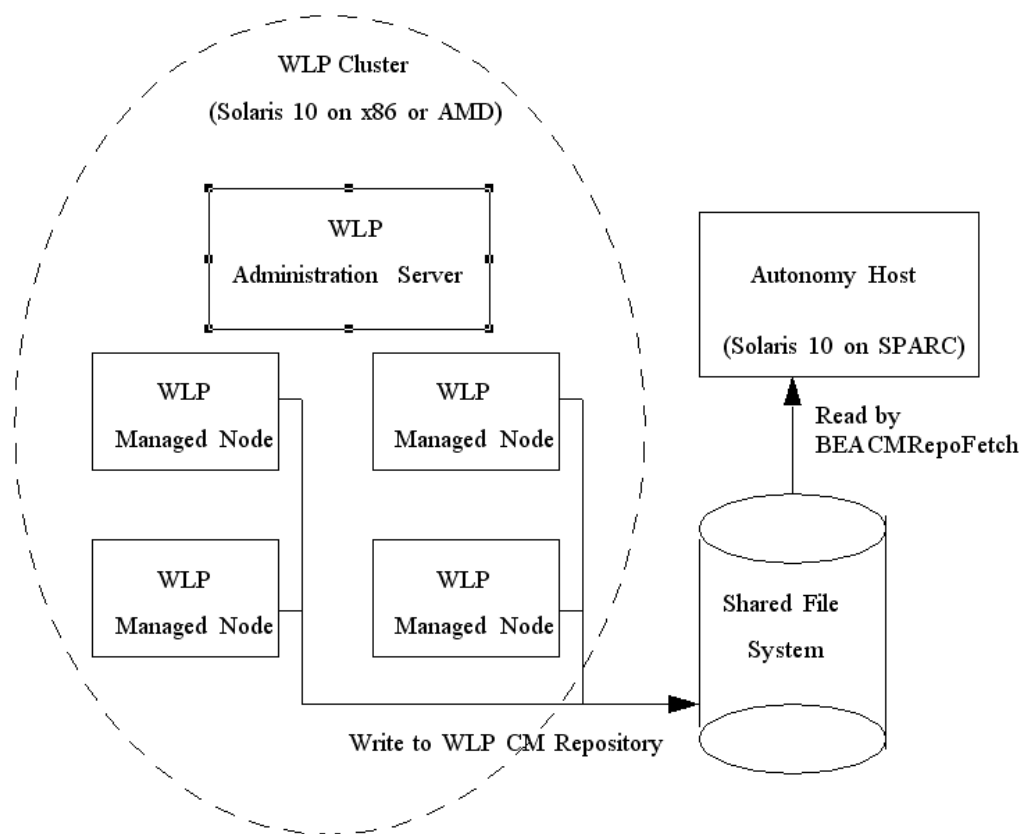 WLP Cluster
(Solaris 10 on x86 or AMD)
WLP
Administration Server
Autonomy Host
(Solaris 10 on SPARC)
WLP
Managed Node
WLP
Managed Node
Read by
BEACMRepoFetch
WLP
Managed Node
WLP
Managed Node
Shared File
System
Write to WLP CM Repository